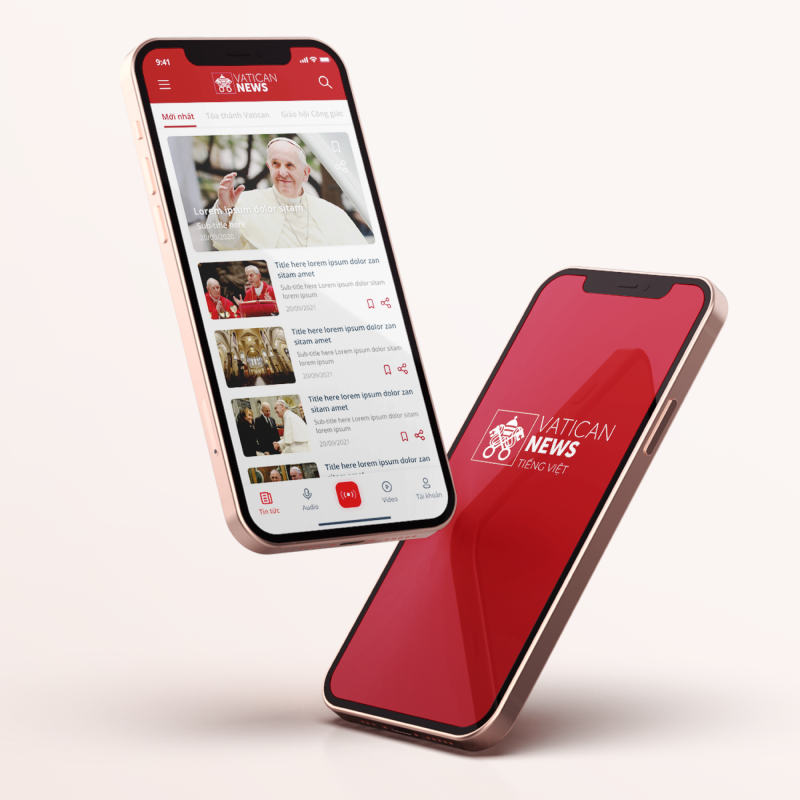 9:41
VATICAN
NEWS
Mới nhất Tòa thánh Vatican Giáo hội Công giáo
Lorem ipsum dolor sitam
Sub-title here
20/09/2020
Title here lorem ipsum dolor zan
sitam amet
Sub-title here Lorem ipsum dolor sitam
lorem ipsum
20/09/2021
Title here lorem ipsum dolor zan
sitam amet
Sub-title here Lorem ipsum dolor sitam
lorem ipsum
20/09/2021
Title here lorem ipsum dolor zan
sitam amet
Sub-title here Lorem ipsum dolor sitam
lorem ipsum
20/09/2021
Title here lorem ipsum dolor zan
Tin tức Audio Video Tài khoản
VATICAN
NEWS
TIẾNG VIỆT